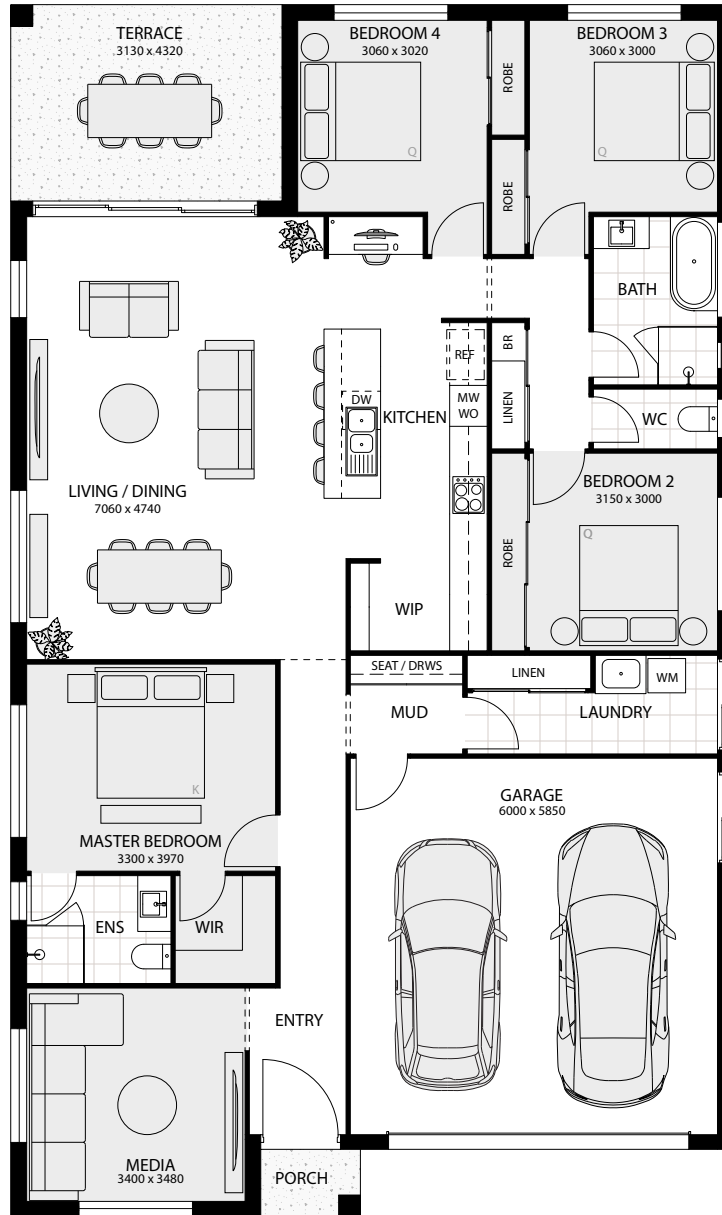 TERRACE
3130 x 4320
BEDROOM 4
3060 x 3020
BEDROOM 3
3060 x 3000
ROBE
Q
Q
ROBE
BATH
REF
BR
DW
MW
WO
KITCHEN
LINEN
WC
LIVING / DINING
7060 x 4740
BEDROOM 2
3150 x 3000
Q
ROBE
WIP
SEAT / DRWS
LINEN
WM
MUD
LAUNDRY
K
GARAGE
6000 x 5850
MASTER BEDROOM
3300 x 3970
ENS
WIR
ENTRY
MEDIA
3400 x 3480
PORCH